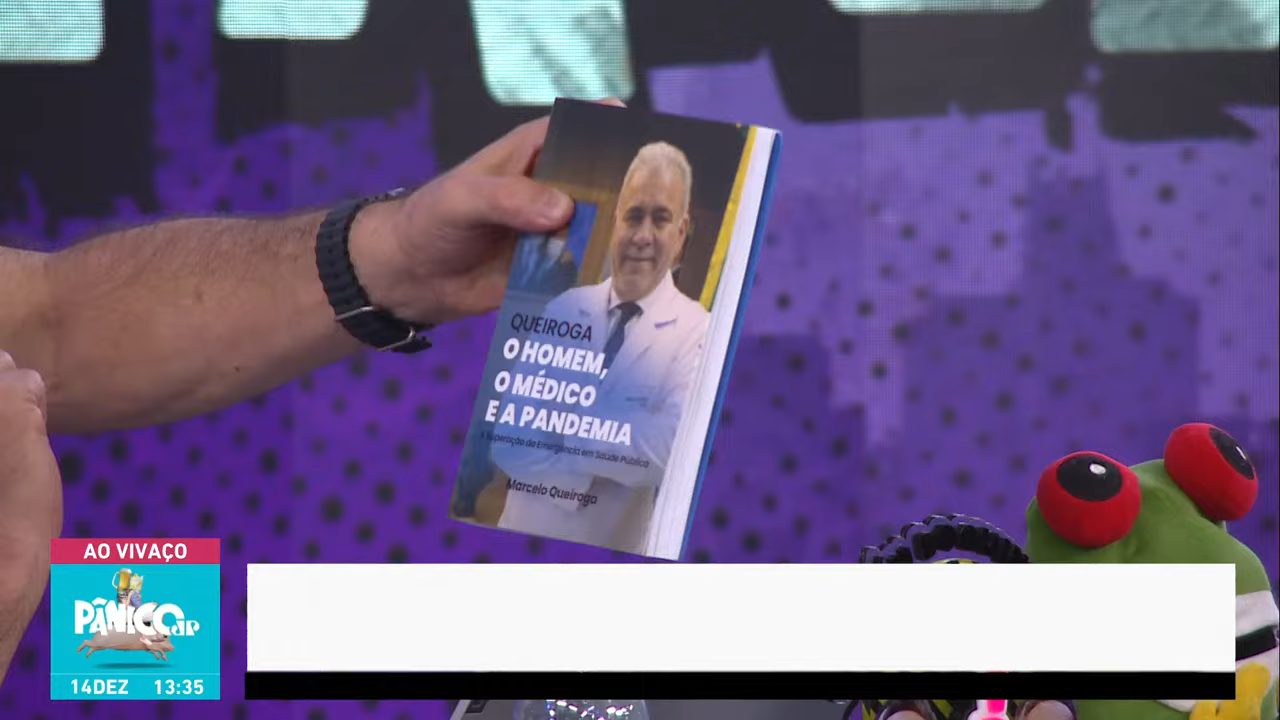 QUEIROGA
O HOMEM,
O MÉDICO
E A PANDEMIA
A Superação da Emergência em Saúde Pública
Marcelo Queiroga
AO VIVAÇO
PÂNICO JP
14DEZ 13:35